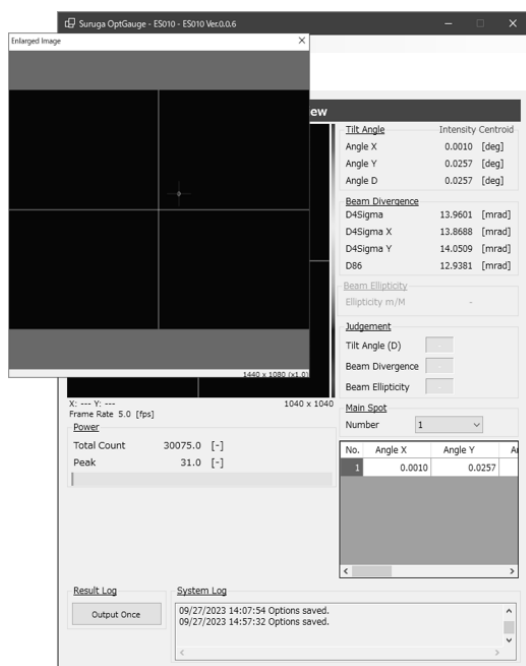 Suruga OptGauge - ES010 - ES010 Ver.0.0.6
Enlarged Image
ew
1440 x 1080 (x1.0)
X: --- Y: ---
1040 x 1040
Frame Rate 5.0 [fps]
Power
Total Count 30075.0 [-]
Peak 31.0 [-]
Tilt Angle Intensity Centroid
Angle X 0.0010 [deg]
Angle Y 0.0257 [deg]
Angle D 0.0257 [deg]
Beam Divergence
D4Sigma 13.9601 [mrad]
D4Sigma X 13.8688 [mrad]
D4Sigma Y 14.0509 [mrad]
D86 12.9381 [mrad]
Beam Ellipticity
Ellipticity m/M -
Judgement
Tilt Angle (D) -
Beam Divergence -
Beam Ellipticity -
Main Spot
Number 1
No. Angle X Angle Y A
1 0.0010 0.0257
Result Log
Output Once
System Log
09/27/2023 14:07:54 Options saved.
09/27/2023 14:57:32 Options saved.